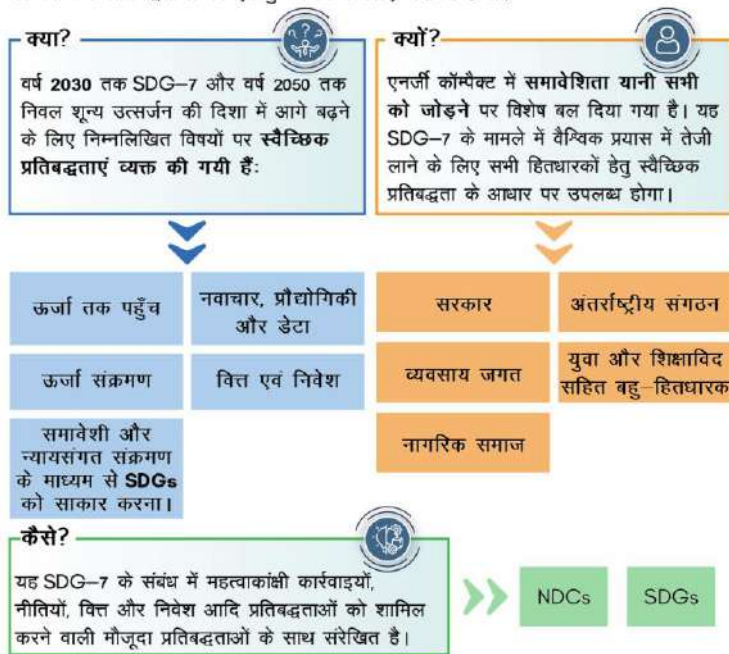 क्या?
वर्ष 2030 तक SDG–7 और वर्ष 2050 तक
निवल शून्य उत्सर्जन की दिशा में आगे बढ़ने
के लिए निम्नलिखित विषयों पर स्वैच्छिक
प्रतिबद्धताएं व्यक्त की गयी हैं:
क्यों?
एनर्जी कॉम्पैक्ट में समावेशिता यानी सभी
को जोड़ने पर विशेष बल दिया गया है। यह
SDG–7 के मामले में वैश्विक प्रयास में तेजी
लाने के लिए सभी हितधारकों हेतु स्वैच्छिक
प्रतिबद्धता के आधार पर उपलब्ध होगा।
ऊर्जा तक पहुँच
नवाचार, प्रौद्योगिकी
और डेटा
ऊर्जा संक्रमण
वित्त एवं निवेश
समावेशी और
न्यायसंगत संक्रमण
के माध्यम से SDGs
को साकार करना।
सरकार
अंतर्राष्ट्रीय संगठन
व्यवसाय जगत
युवा और शिक्षाविद
सहित बहु–हितधारक
नागरिक समाज
कैसे?
यह SDG–7 के संबंध में महत्वाकांक्षी कार्रवाइयों,
नीतियों, वित्त और निवेश आदि प्रतिबद्धताओं को शामिल
करने वाली मौजूदा प्रतिबद्धताओं के साथ संरेखित है।
NDCs
SDGs